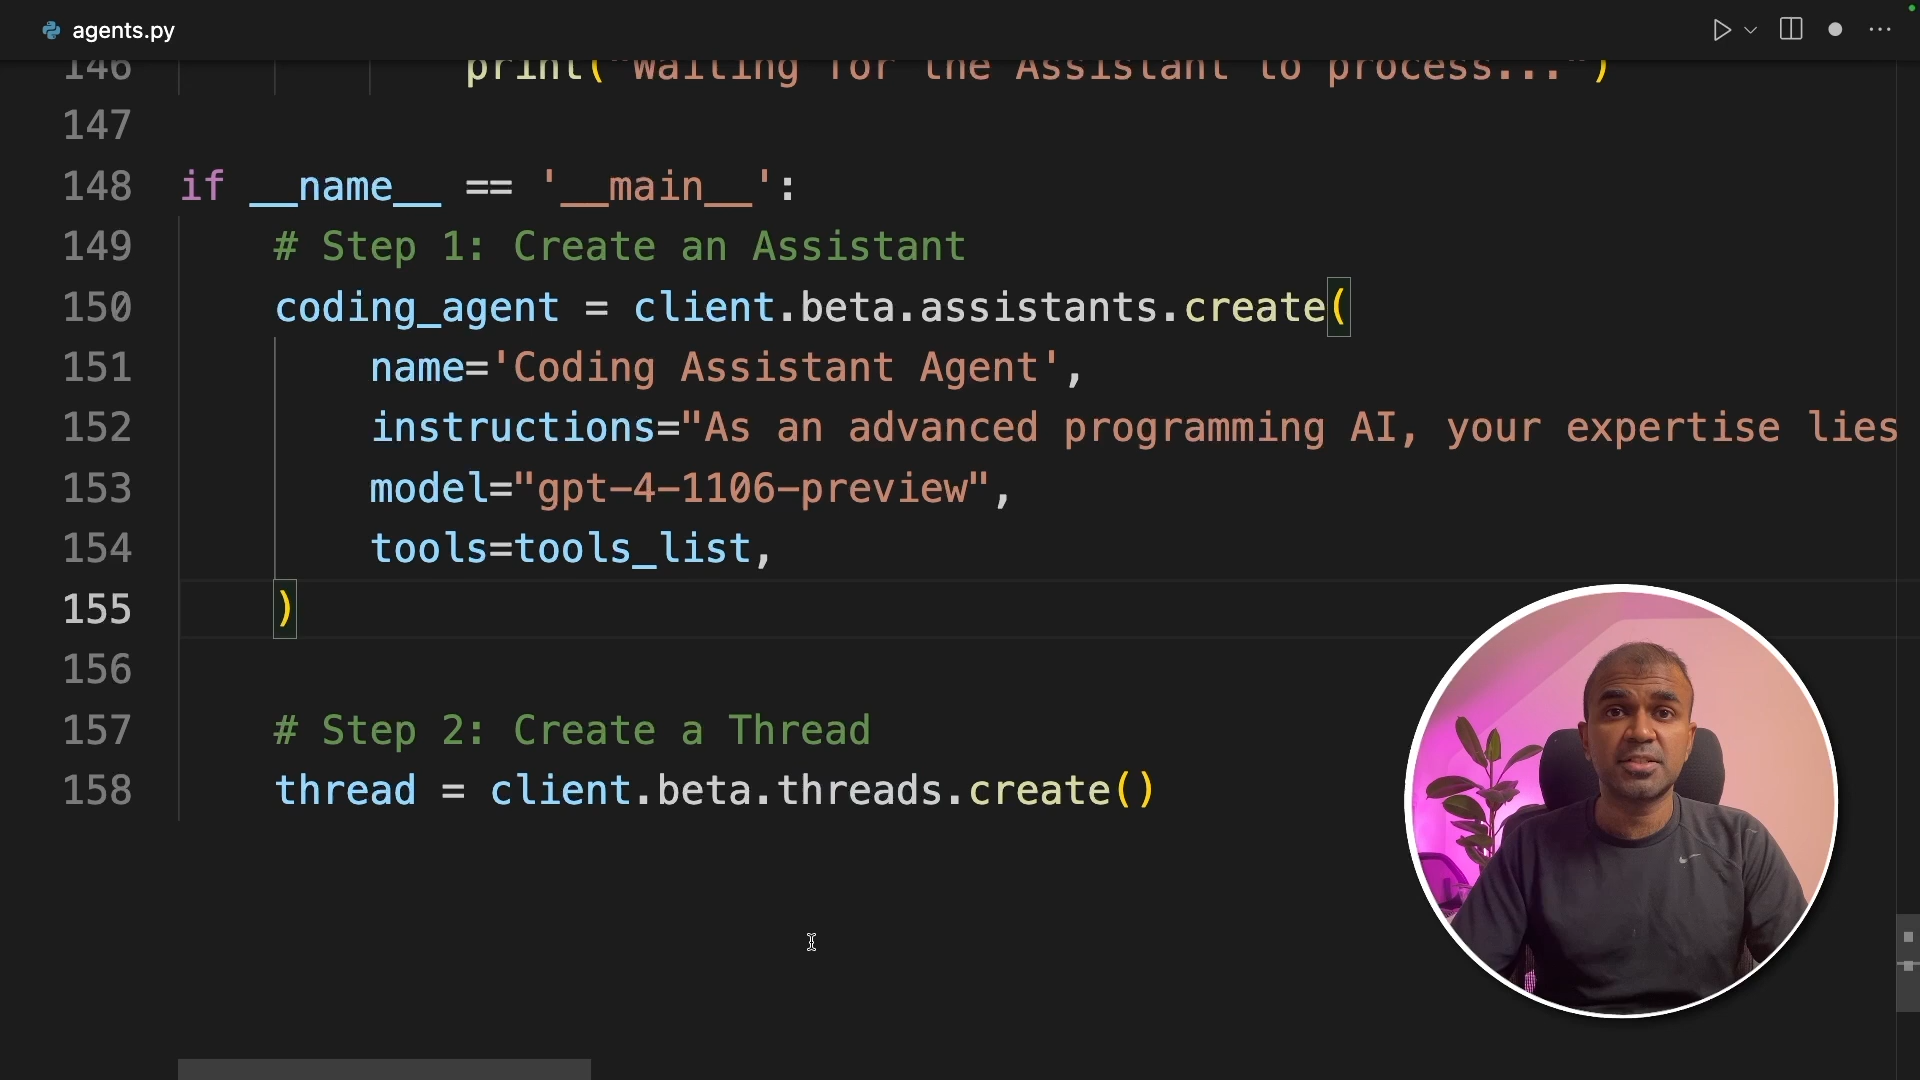 agents.py
146 print("Waiting for the Assistant to process...")
147
148 if __name__ == '__main__':
149 # Step 1: Create an Assistant
150 coding_agent = client.beta.assistants.create(
151 name='Coding Assistant Agent',
152 instructions="As an advanced programming AI, your expertise lies
153 model="gpt-4-1106-preview",
154 tools=tools_list,
155 )
156
157 # Step 2: Create a Thread
158 thread = client.beta.threads.create()